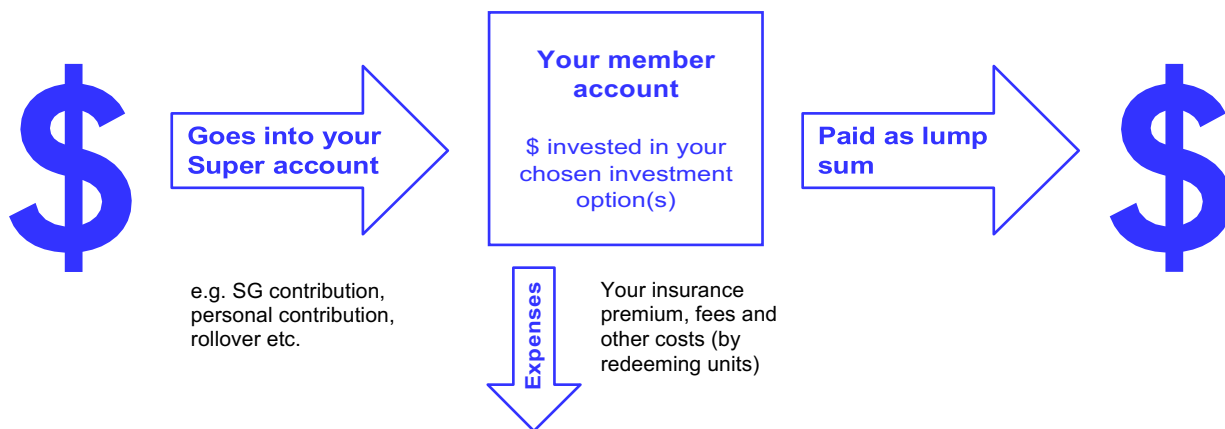 $
Goes into your
Super account
e.g. SG contribution,
personal contribution,
rollover etc.
Your member
account
$ invested in your
chosen investment
option(s)
Expenses
Your insurance
premium, fees and
other costs (by
redeeming units)
Paid as lump
sum
$